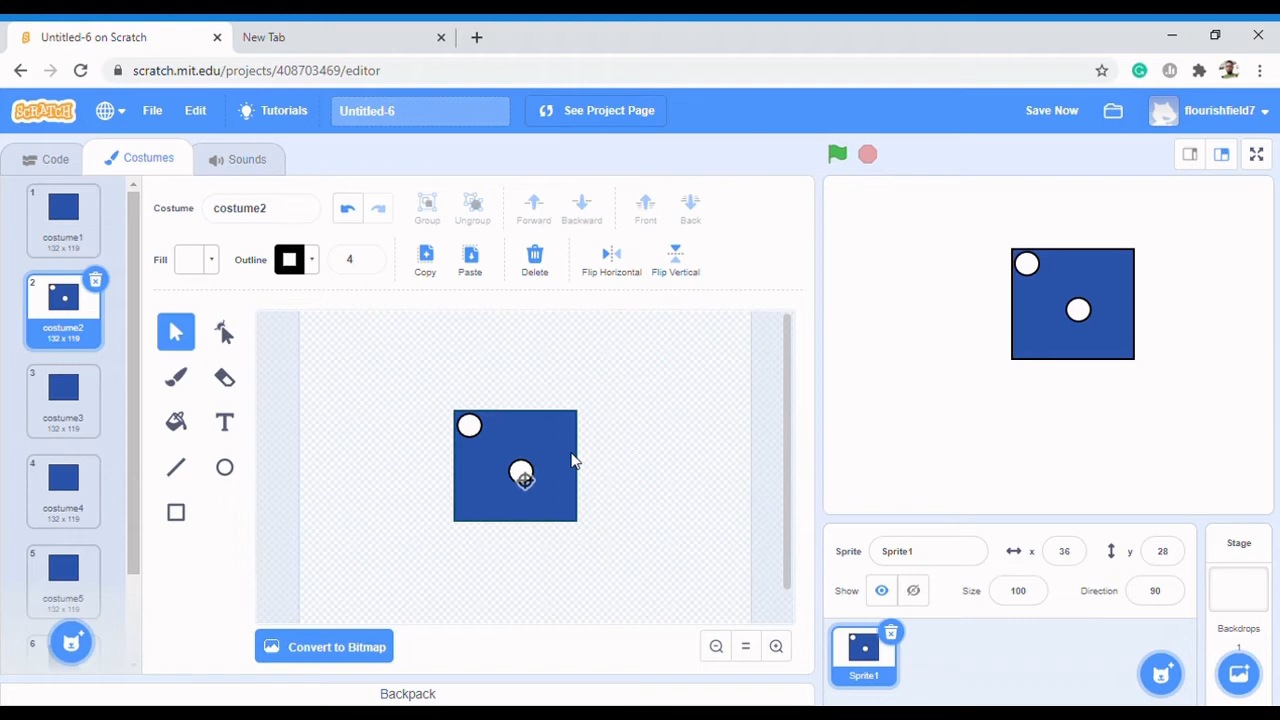 Untitled-6 on Scratch
New Tab
scratch.mit.edu/projects/408703469/editor
SCRATCH
File
Edit
Tutorials
Untitled-6
See Project Page
Save Now
flourishfield7
Code
Costumes
Sounds
1
costume1
132 x 119
2
costume2
132 x 119
3
costume3
132 x 119
4
costume4
132 x 119
5
costume5
132 x 119
6
Costume
costume2
Group
Ungroup
Forward
Backward
Front
Back
Fill
Outline
4
Copy
Paste
Delete
Flip Horizontal
Flip Vertical
T
Convert to Bitmap
Backpack
Sprite
Sprite1
x
36
y
28
Show
Size
100
Direction
90
Sprite1
Stage
Backdrops
1